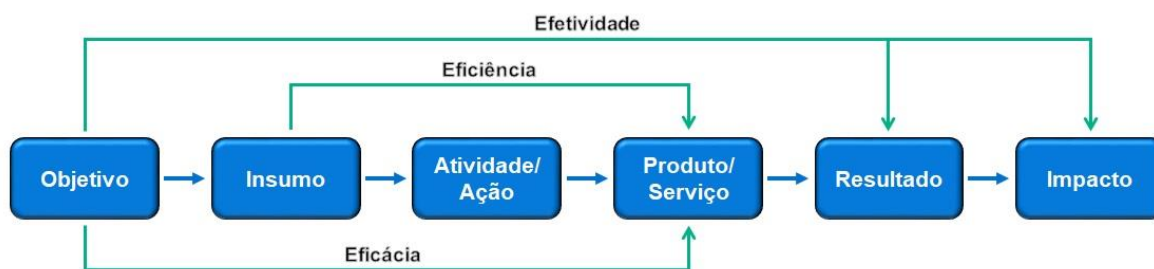 Efetividade
Eficiência
Objetivo
Insumo
Atividade/
Ação
Produto/
Serviço
Resultado
Impacto
Eficácia